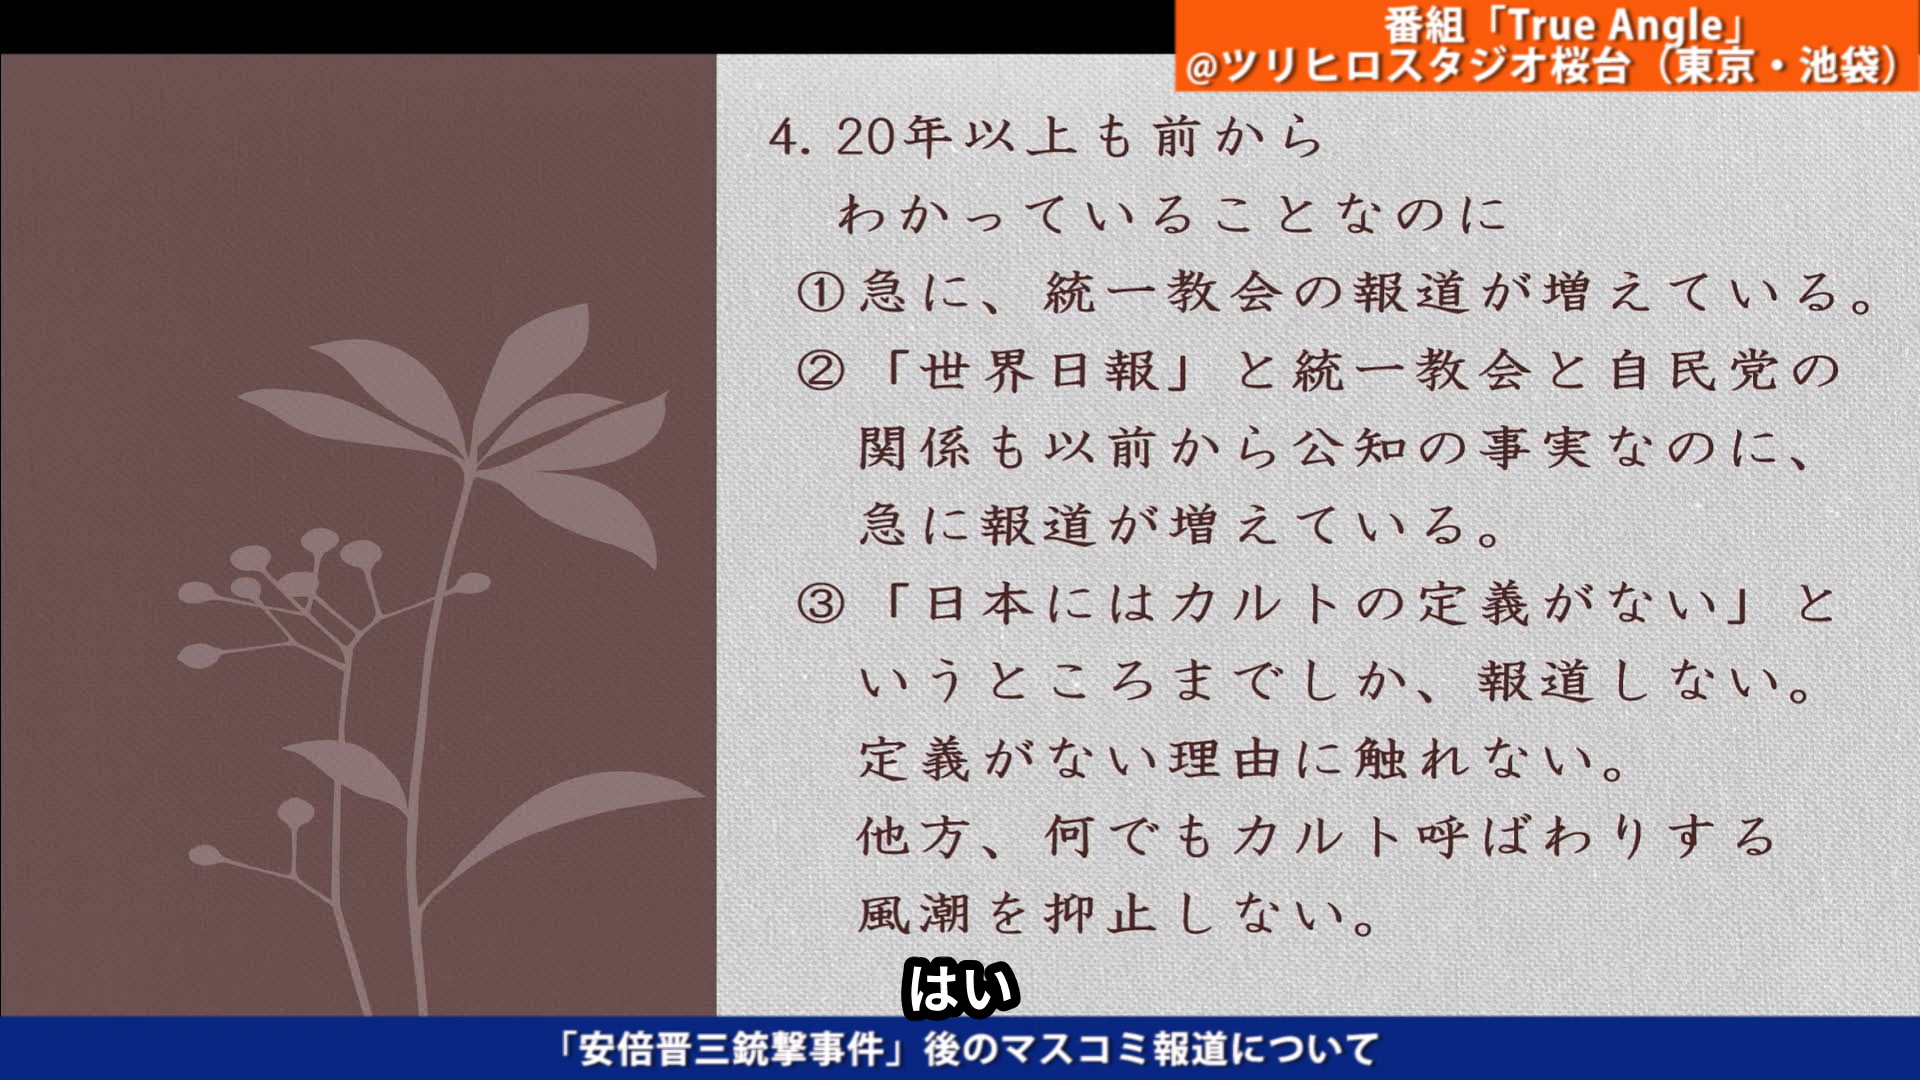 番組「True Angle」
@ツリヒロスタジオ桜台（東京・池袋）
4. 20年以上も前から
わかっていることなのに
①急に、統一教会の報道が増えている。
②「世界日報」と統一教会と自民党の
関係も以前から公知の事実なのに、
急に報道が増えている。
③「日本にはカルトの定義がない」と
いうところまでしか、報道しない。
定義がない理由に触れない。
他方、何でもカルト呼ばわりする
風潮を抑止しない。
はい
「安倍晋三銃撃事件」後のマスコミ報道について